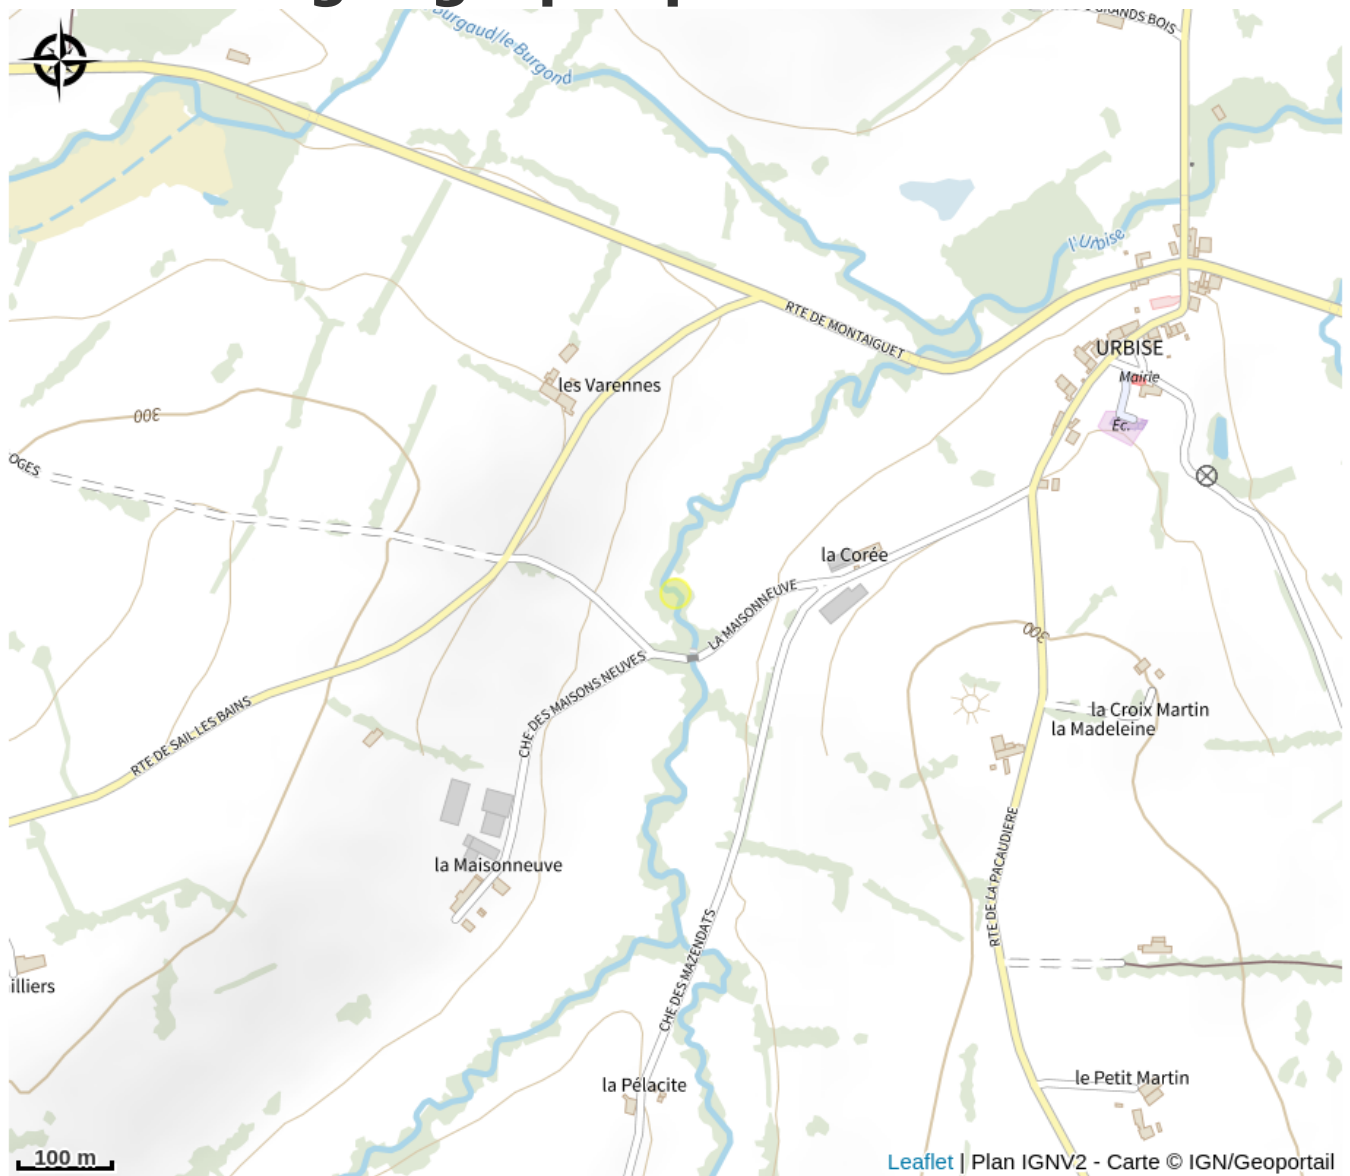 Burgaud/le Burgond
GRANDS BOIS
l'Urbise
RTE DE MONTAIGUET
URBISE
Mairie
Éc.
les Varennes
300
OGES
la Corée
LA MAISONNEUVE
300
CHE DES MAISONS NEUVES
RTE DE SAIL LES BAINS
la Croix Martin
la Madeleine
RTE DE LA PACAUDIERE
la Maisonneuve
CHE DES MAZENDATS
illiers
la Pélacite
le Petit Martin
100 m
Leaflet | Plan IGNV2 - Carte © IGN/Geoportail